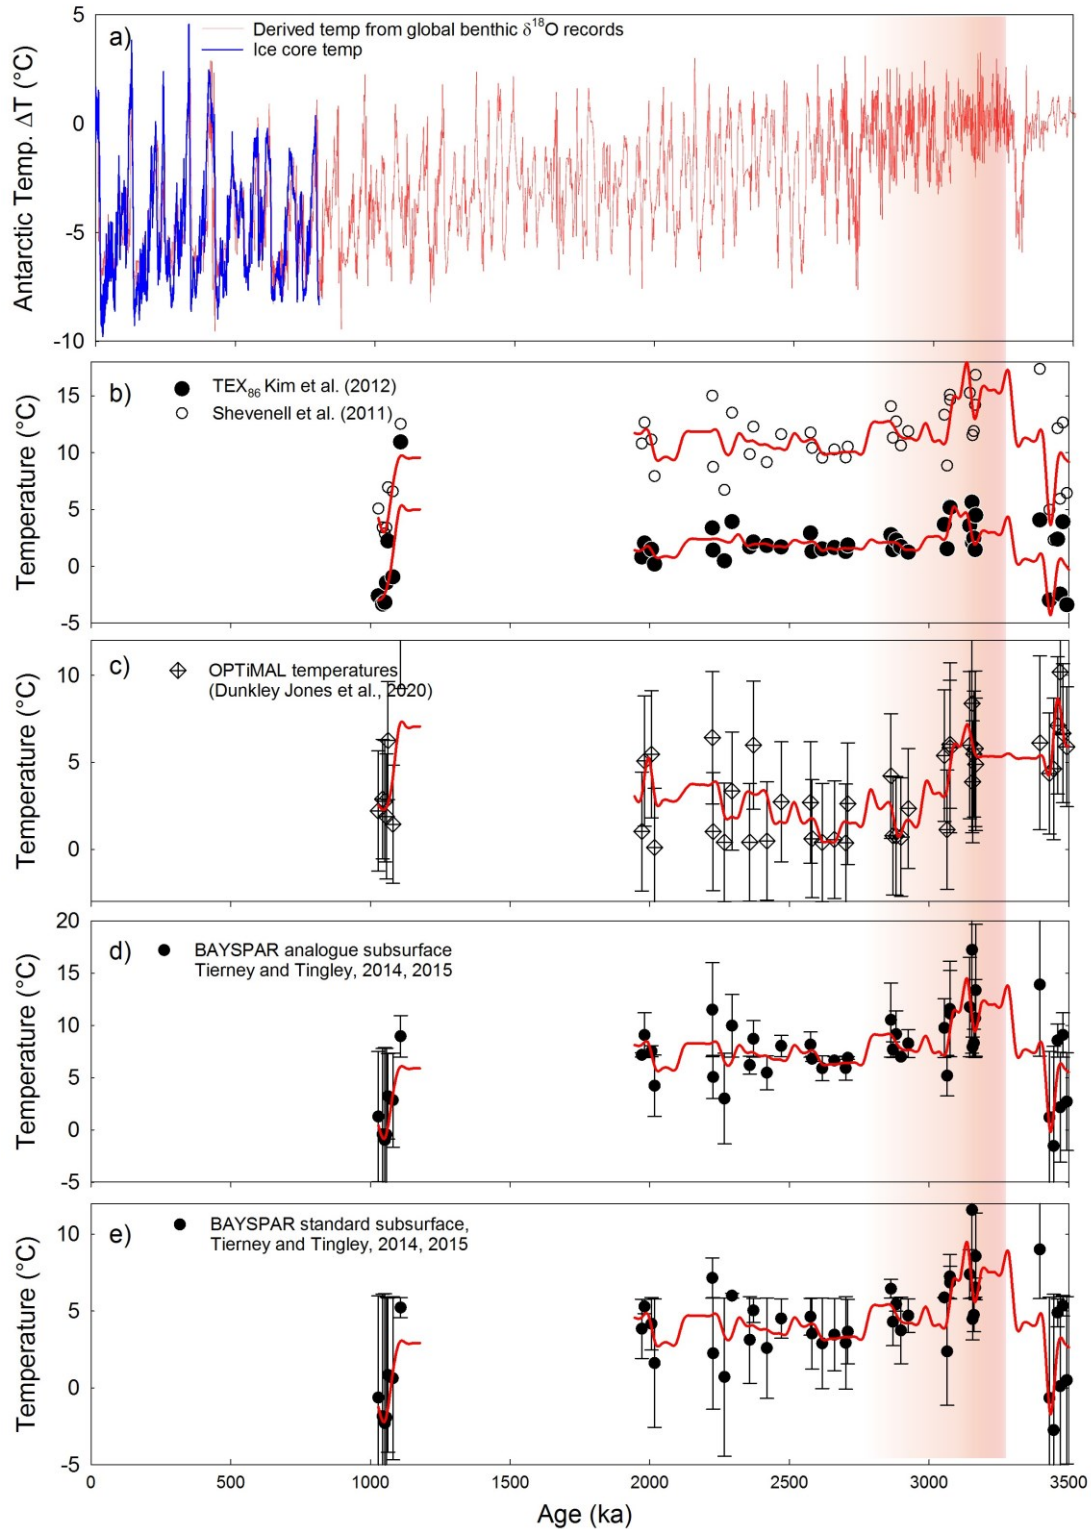 a)
Derived temp from global benthic δ¹⁸O records
Ice core temp
Antarctic Temp. ΔT (°C)
5
0
-5
-10
b)
TEX₈₆ Kim et al. (2012)
Shevenell et al. (2011)
Temperature (°C)
15
10
5
0
-5
c)
OPTiMAL temperatures
(Dunkley Jones et al., 2020)
Temperature (°C)
10
5
0
d)
BAYSPAR analogue subsurface
Tierney and Tingley, 2014, 2015
Temperature (°C)
20
15
10
5
0
-5
e)
BAYSPAR standard subsurface,
Tierney and Tingley, 2014, 2015
Temperature (°C)
10
5
0
-5
0 500 1000 1500 2000 2500 3000 3500
Age (ka)